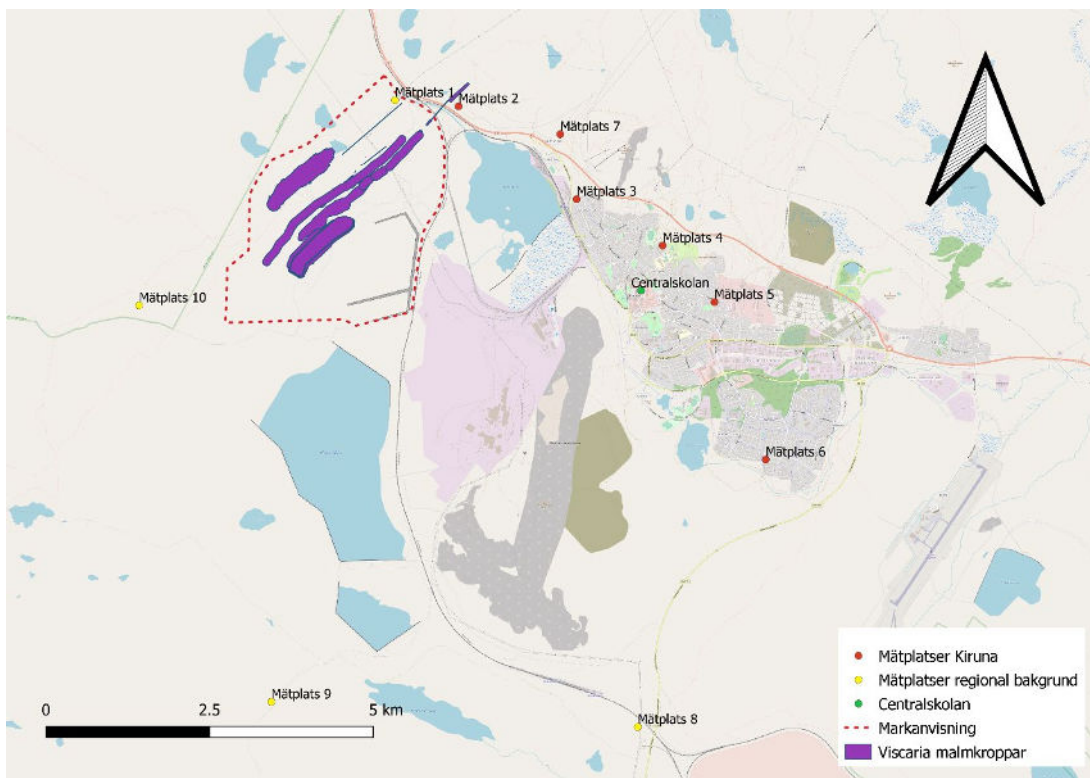 Mätplats 1
Mätplats 2
Mätplats 7
Mätplats 3
Mätplats 4
Centralskolan
Mätplats 5
Mätplats 10
Mätplats 6
Mätplats 9
Mätplats 8
0 2.5 5 km
Mätplatser Kiruna
Mätplatser regional bakgrund
Centralskolan
Markanvisning
Viscaria malmkroppar